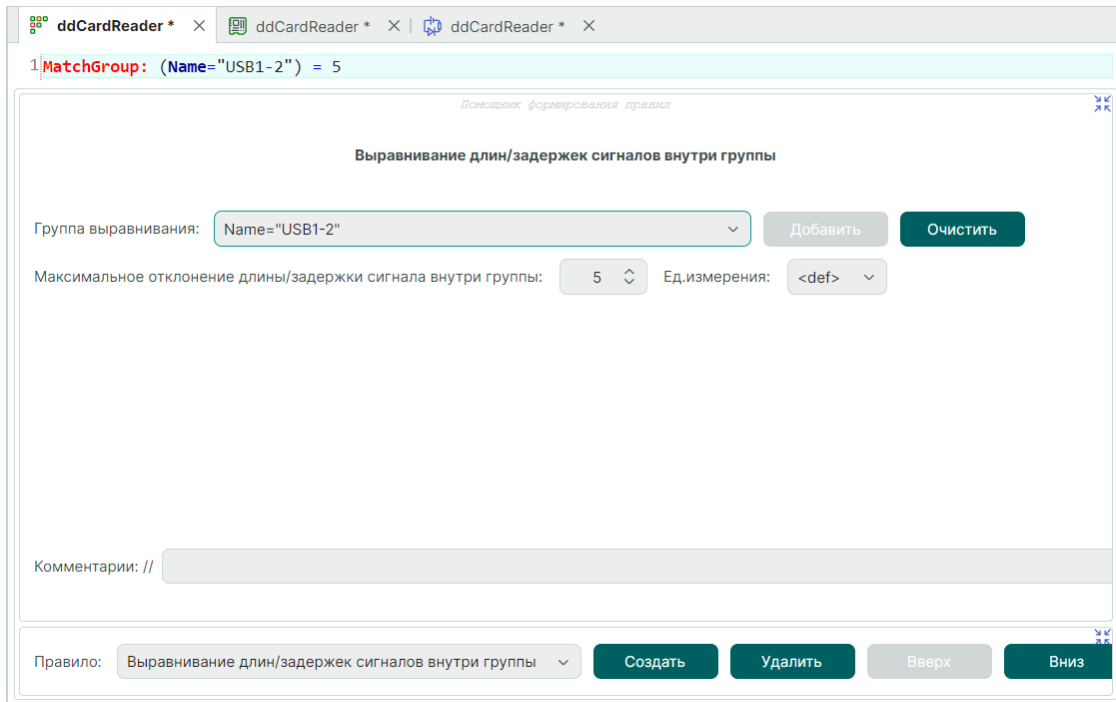 ddCardReader * ddCardReader * ddCardReader *
1 MatchGroup: (Name="USB1-2") = 5
Помощник формирования правил
Выравнивание длин/задержек сигналов внутри группы
Группа выравнивания: Name="USB1-2" Добавить Очистить
Максимальное отклонение длины/задержки сигнала внутри группы: 5 Ед.измерения: <def>
Комментарии: //
Правило: Выравнивание длин/задержек сигналов внутри группы Создать Удалить Вверх Вниз